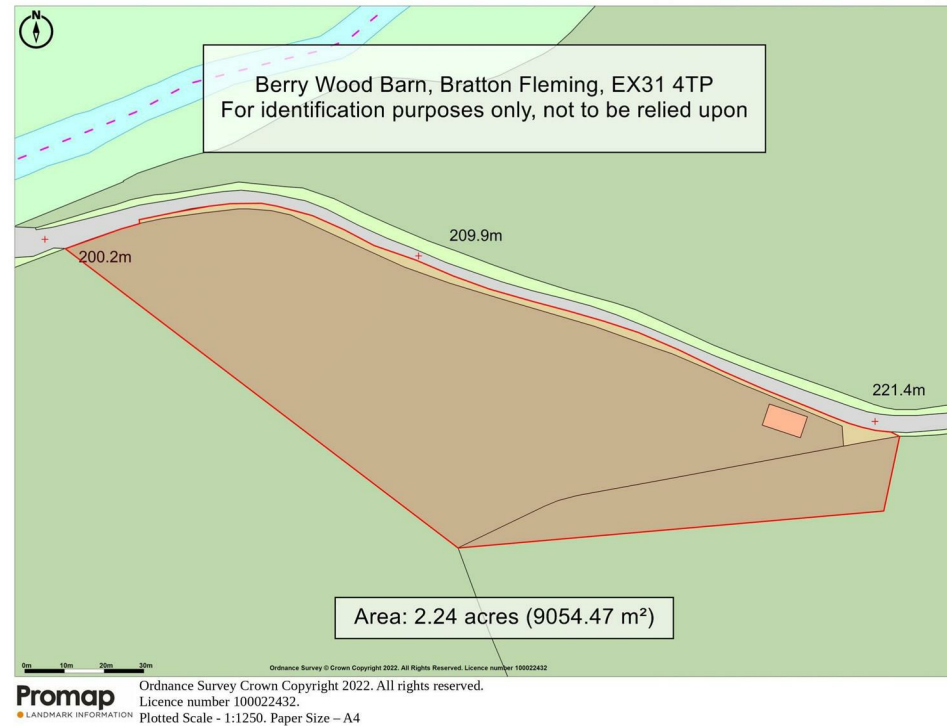 N
Berry Wood Barn, Bratton Fleming, EX31 4TP
For identification purposes only, not to be relied upon
209.9m
200.2m
221.4m
Area: 2.24 acres (9054.47 m²)
0m 10m 20m 30m
Ordnance Survey © Crown Copyright 2022. All Rights Reserved. Licence number 100022432
Promap
LANDMARK INFORMATION
Ordnance Survey Crown Copyright 2022. All rights reserved.
Licence number 100022432.
Plotted Scale - 1:1250. Paper Size – A4